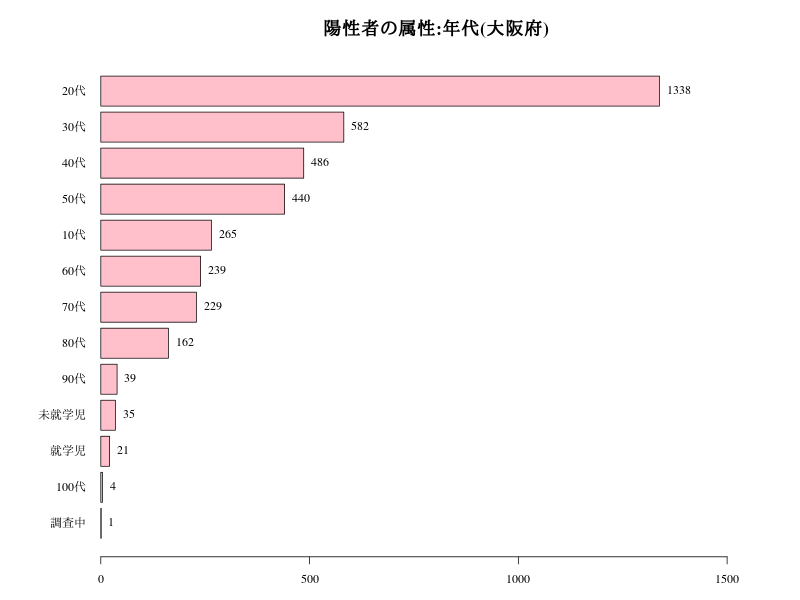 陽性者の属性:年代(大阪府)
20代 1338
30代 582
40代 486
50代 440
10代 265
60代 239
70代 229
80代 162
90代 39
未就学児 35
就学児 21
100代 4
調査中 1
0 500 1000 1500